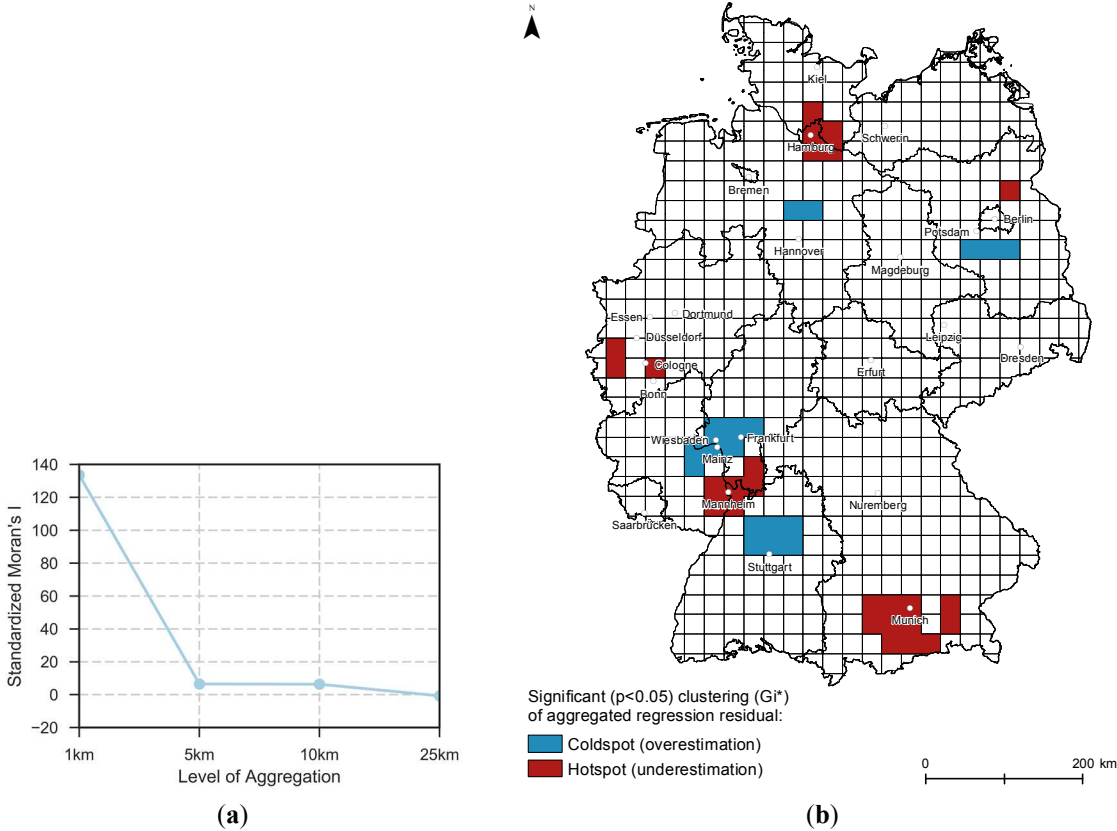 140
120
100
80
60
40
20
0
−20
Standardized Moran's I
1km
5km
10km
25km
Level of Aggregation
(a)
N
Kiel
Schwerin
Hamburg
Bremen
Berlin
Potsdam
Hannover
Magdeburg
Essen
Dortmund
Düsseldorf
Leipzig
Dresden
Cologne
Erfurt
Bonn
Wiesbaden
Frankfurt
Mainz
Mannheim
Nuremberg
Saarbrücken
Stuttgart
Munich
Significant (p<0.05) clustering (Gi*)
of aggregated regression residual:
Coldspot (overestimation)
Hotspot (underestimation)
0 200 km
(b)